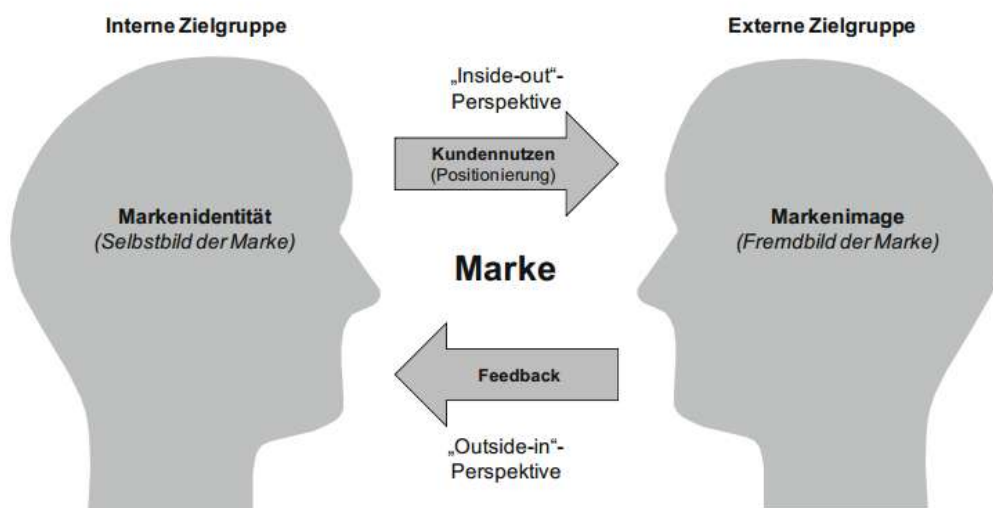 Interne Zielgruppe
Externe Zielgruppe
„Inside-out“-
Perspektive
Kundennutzen
(Positionierung)
Markenidentität
(Selbstbild der Marke)
Markenimage
(Fremdbild der Marke)
Marke
Feedback
„Outside-in“-
Perspektive